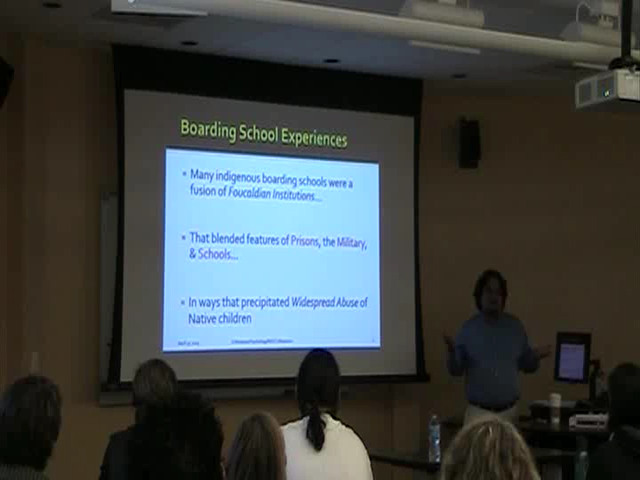 Boarding School Experiences
▪ Many indigenous boarding schools were a
fusion of Foucaldian Institutions...
▪ That blended features of Prisons, the Military,
& Schools...
▪ In ways that precipitated Widespread Abuse of
Native children